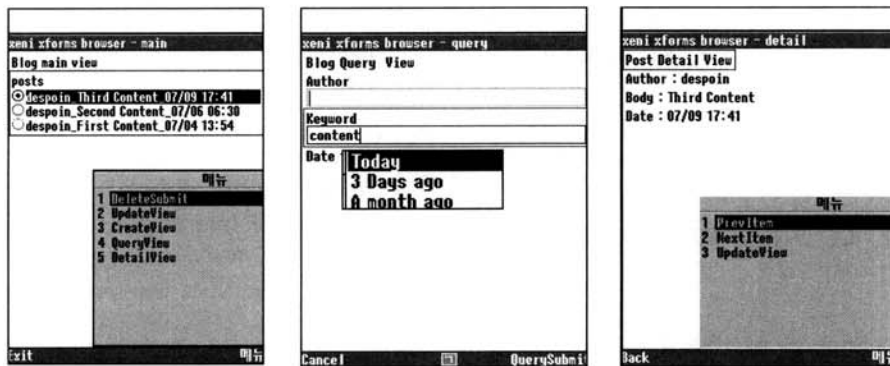 xeni xforms browser - main
Blog main view
posts
despoin_Third Content_07/09 17:41
despoin_Second Content_07/06 06:30
despoin_First Content_07/04 13:54
메뉴
1 DeleteSubmit
2 UpdateView
3 CreateView
4 QueryView
5 DetailView
Exit 메뉴
xeni xforms browser - query
Blog Query View
Author
Keyword
content
Date
Today
3 Days ago
A month ago
Cancel QuerySubmi
xeni xforms browser - detail
Post Detail View
Author : despoin
Body : Third Content
Date : 07/09 17:41
메뉴
1 PrevItem
2 NextItem
3 UpdateView
Back 메뉴